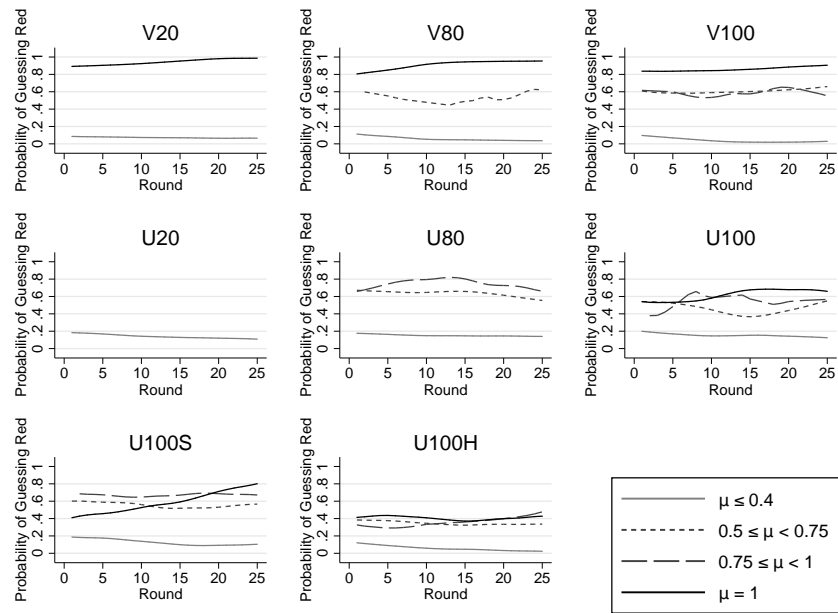 V20
Probability of Guessing Red
0 .2 .4 .6 .8 1
0 5 10 15 20 25
Round
V80
Probability of Guessing Red
0 .2 .4 .6 .8 1
0 5 10 15 20 25
Round
V100
Probability of Guessing Red
0 .2 .4 .6 .8 1
0 5 10 15 20 25
Round
U20
Probability of Guessing Red
0 .2 .4 .6 .8 1
0 5 10 15 20 25
Round
U80
Probability of Guessing Red
0 .2 .4 .6 .8 1
0 5 10 15 20 25
Round
U100
Probability of Guessing Red
0 .2 .4 .6 .8 1
0 5 10 15 20 25
Round
U100S
Probability of Guessing Red
0 .2 .4 .6 .8 1
0 5 10 15 20 25
Round
U100H
Probability of Guessing Red
0 .2 .4 .6 .8 1
0 5 10 15 20 25
Round
μ ≤ 0.4
0.5 ≤ μ < 0.75
0.75 ≤ μ < 1
μ = 1